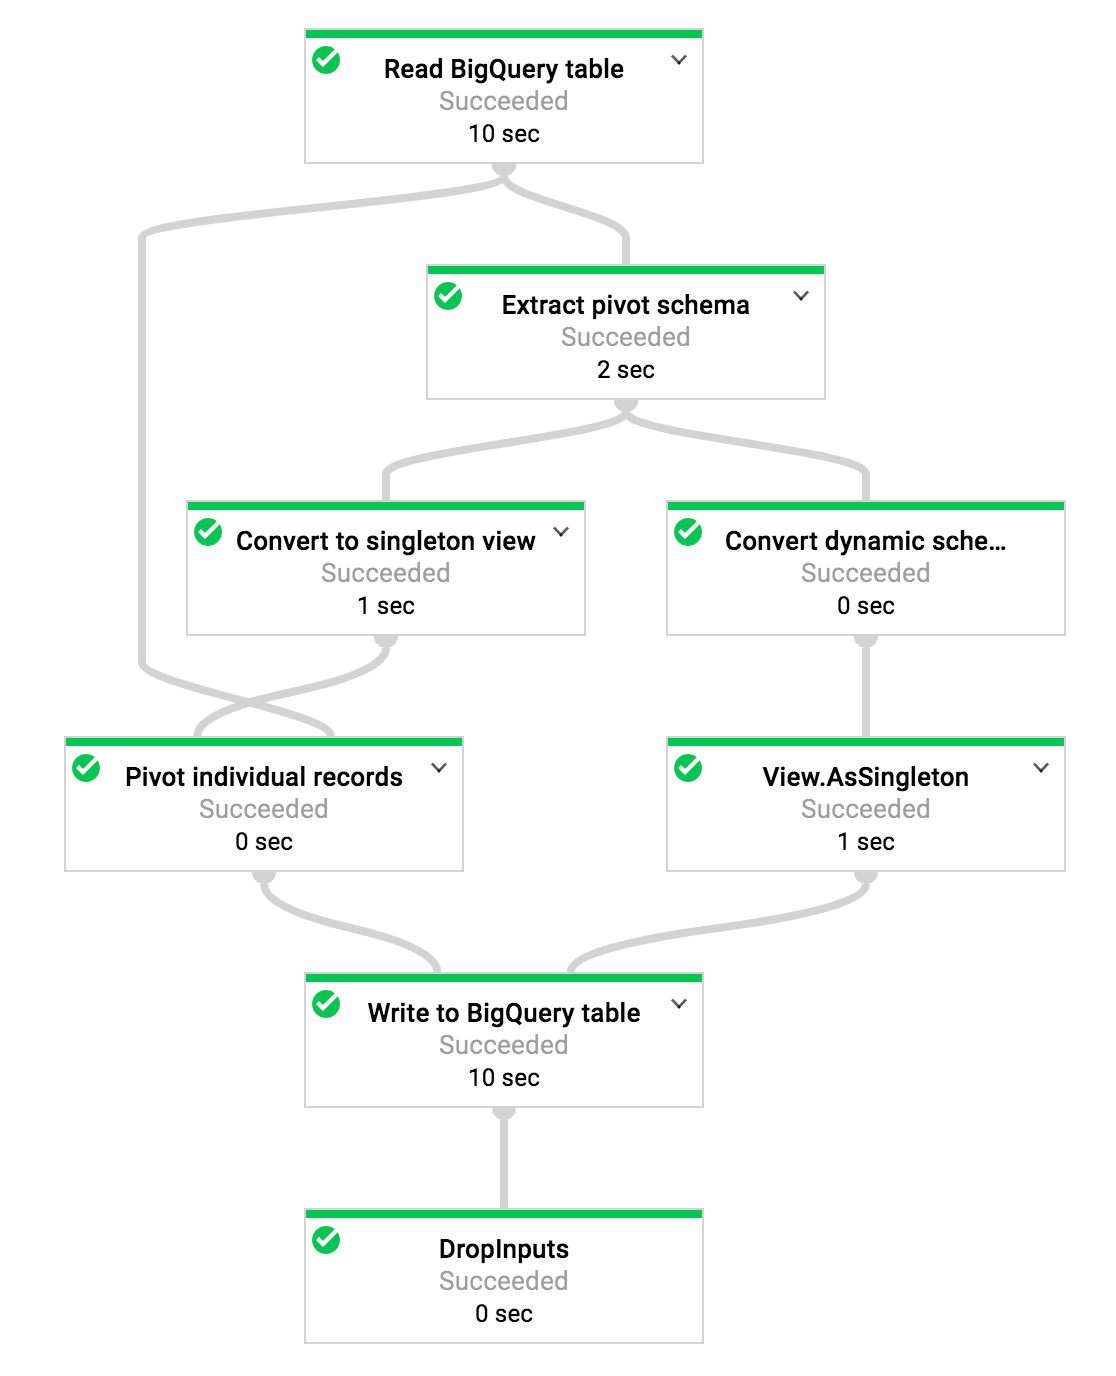 Read BigQuery table
Succeeded
10 sec
Extract pivot schema
Succeeded
2 sec
Convert to singleton view
Succeeded
1 sec
Convert dynamic sche...
Succeeded
0 sec
Pivot individual records
Succeeded
0 sec
View.AsSingleton
Succeeded
1 sec
Write to BigQuery table
Succeeded
10 sec
DropInputs
Succeeded
0 sec